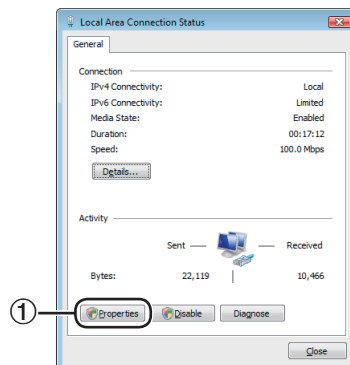 Local Area Connection Status
General
Connection
IPv4 Connectivity: Local
IPv6 Connectivity: Limited
Media State: Enabled
Duration: 00:17:12
Speed: 100.0 Mbps
Details...
Activity
Sent Received
Bytes: 22,119 10,466
① Properties Disable Diagnose
Close